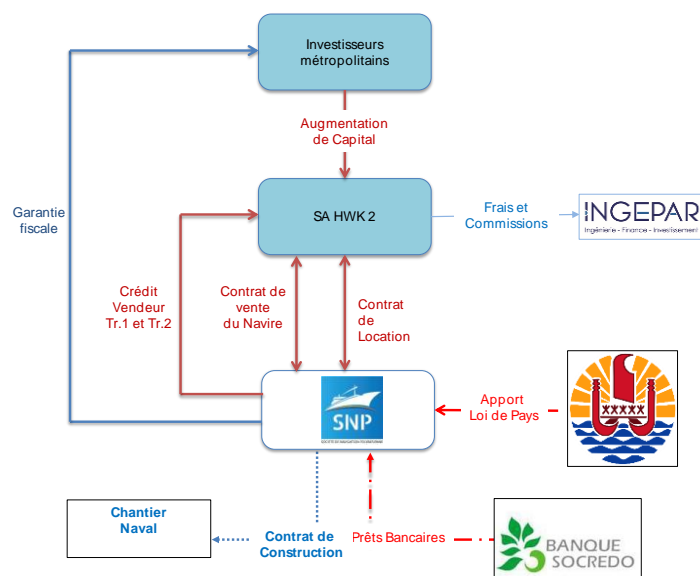 Investisseurs
métropolitains
Augmentation
de Capital
Garantie
fiscale
SA HWK 2
Frais et
Commissions
INGEPAR
Ingénierie - Finance - Investissement
Crédit
Vendeur
Tr.1 et Tr.2
Contrat de
vente
du Navire
Contrat
de
Location
SNP
Apport
Loi de Pays
Chantier
Naval
Contrat de
Construction
Prêts Bancaires
BANQUE
SOCREDO